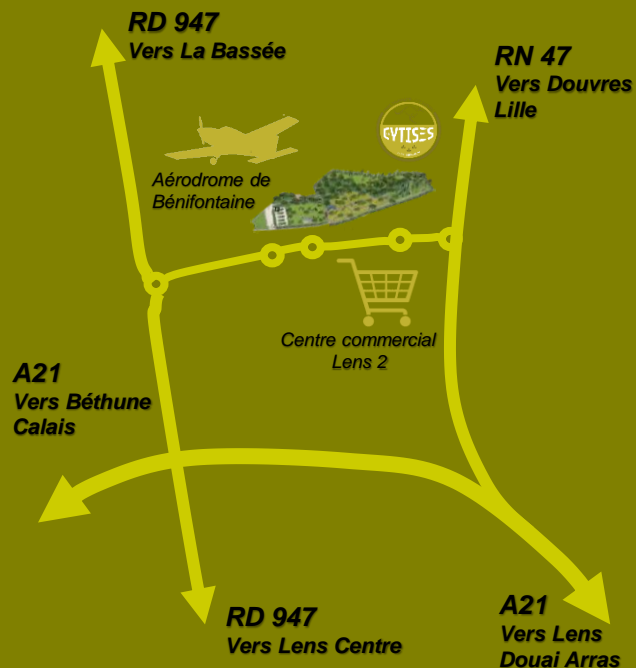 RD 947
Vers La Bassée
RN 47
Vers Douvres
Lille
CYTISES
Aérodrome de
Bénifontaine
Centre commercial
Lens 2
A21
Vers Béthune
Calais
RD 947
Vers Lens Centre
A21
Vers Lens
Douai Arras